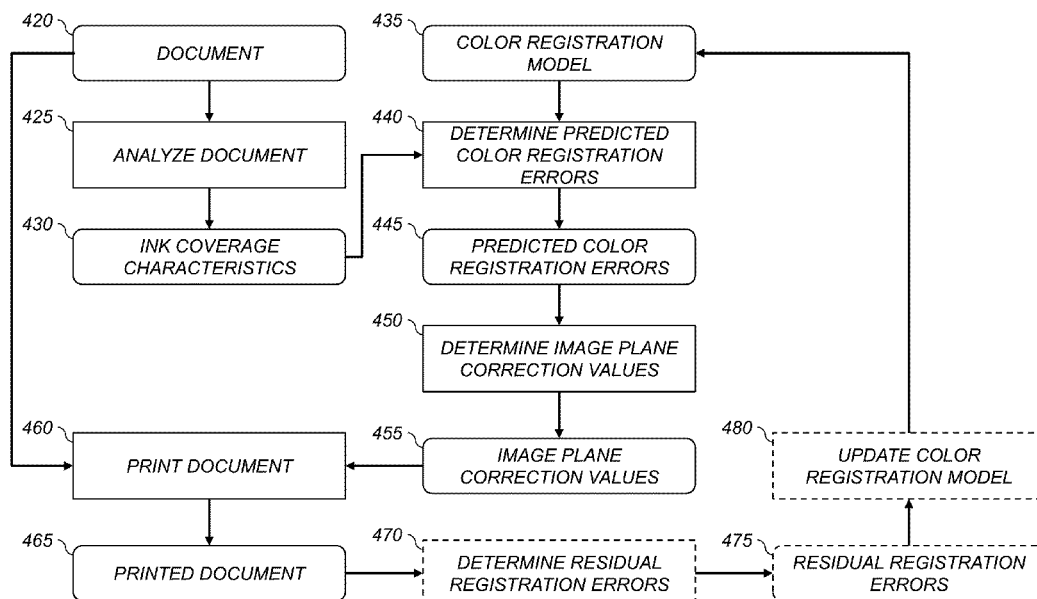 420
DOCUMENT
425
ANALYZE DOCUMENT
430
INK COVERAGE
CHARACTERISTICS
435
COLOR REGISTRATION
MODEL
440
DETERMINE PREDICTED
COLOR REGISTRATION
ERRORS
445
PREDICTED COLOR
REGISTRATION ERRORS
450
DETERMINE IMAGE PLANE
CORRECTION VALUES
455
IMAGE PLANE
CORRECTION VALUES
460
PRINT DOCUMENT
465
PRINTED DOCUMENT
470
DETERMINE RESIDUAL
REGISTRATION ERRORS
475
RESIDUAL REGISTRATION
ERRORS
480
UPDATE COLOR
REGISTRATION MODEL